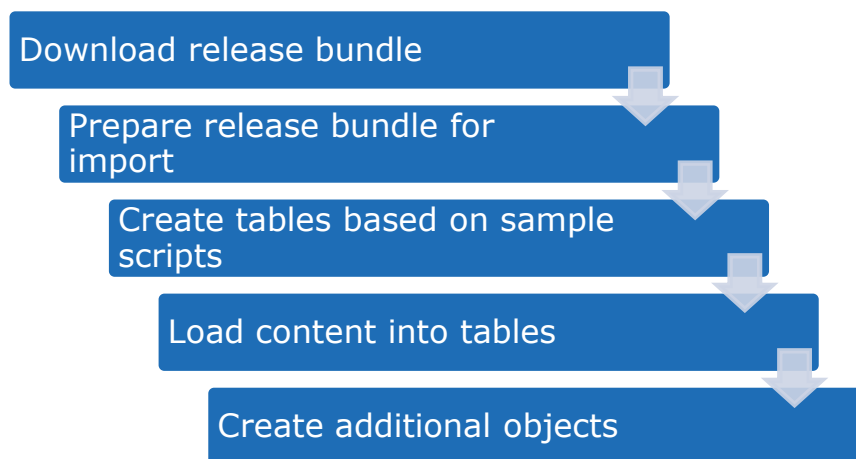 Download release bundle
Prepare release bundle for
import
Create tables based on sample
scripts
Load content into tables
Create additional objects